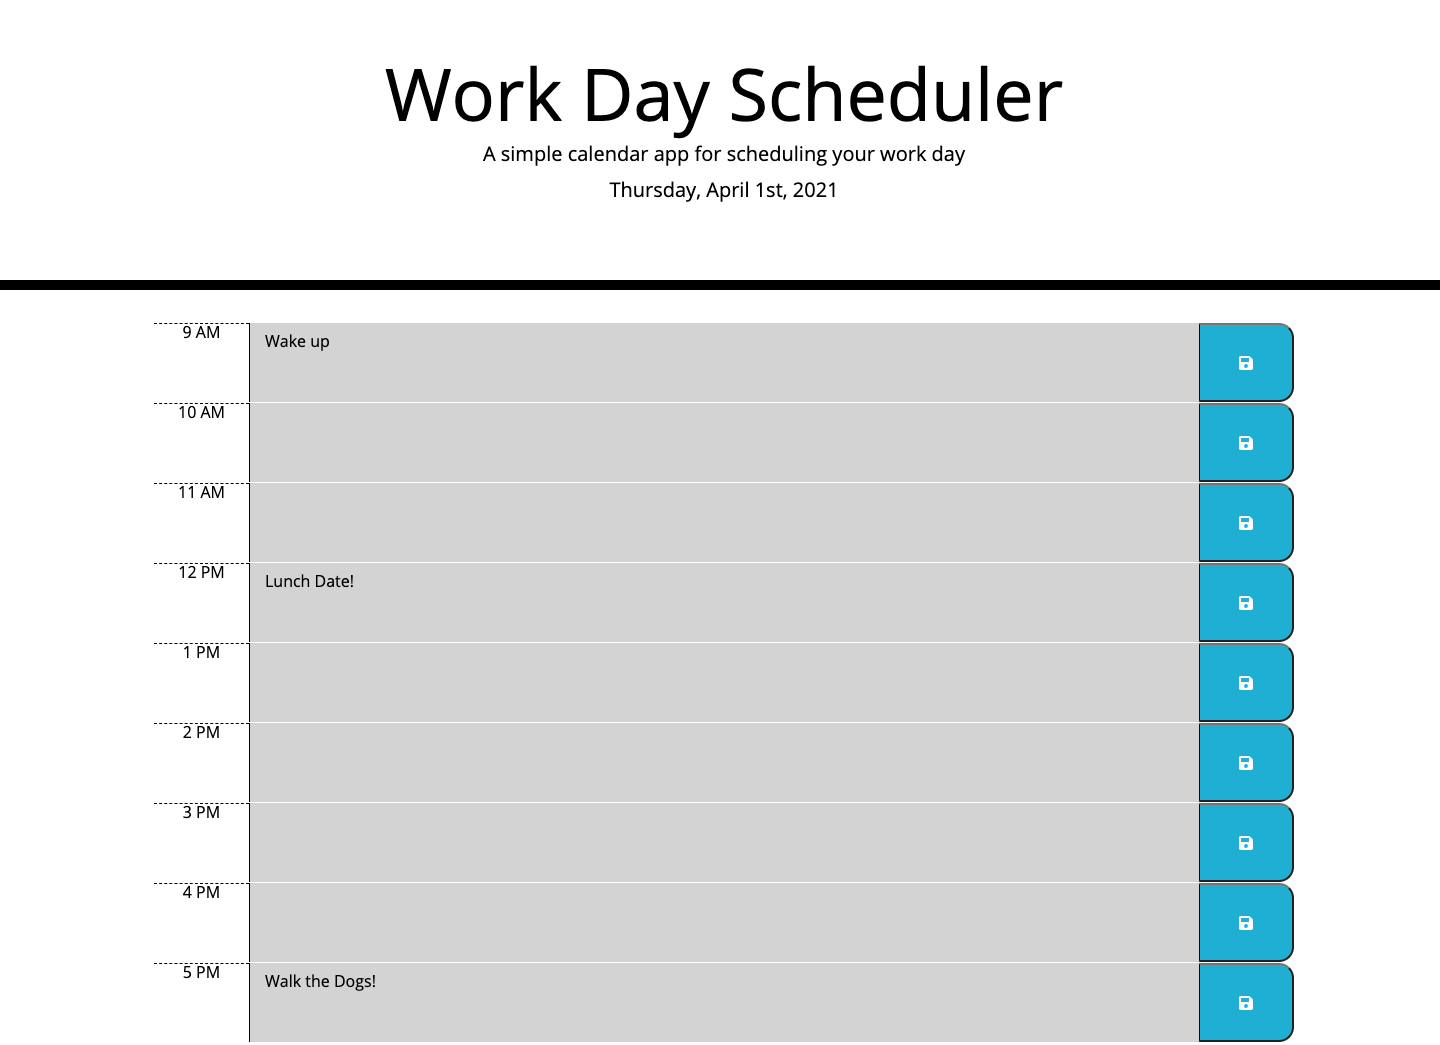 Work Day Scheduler
A simple calendar app for scheduling your work day
Thursday, April 1st, 2021
9 AM
Wake up
10 AM
11 AM
12 PM
Lunch Date!
1 PM
2 PM
3 PM
4 PM
5 PM
Walk the Dogs!